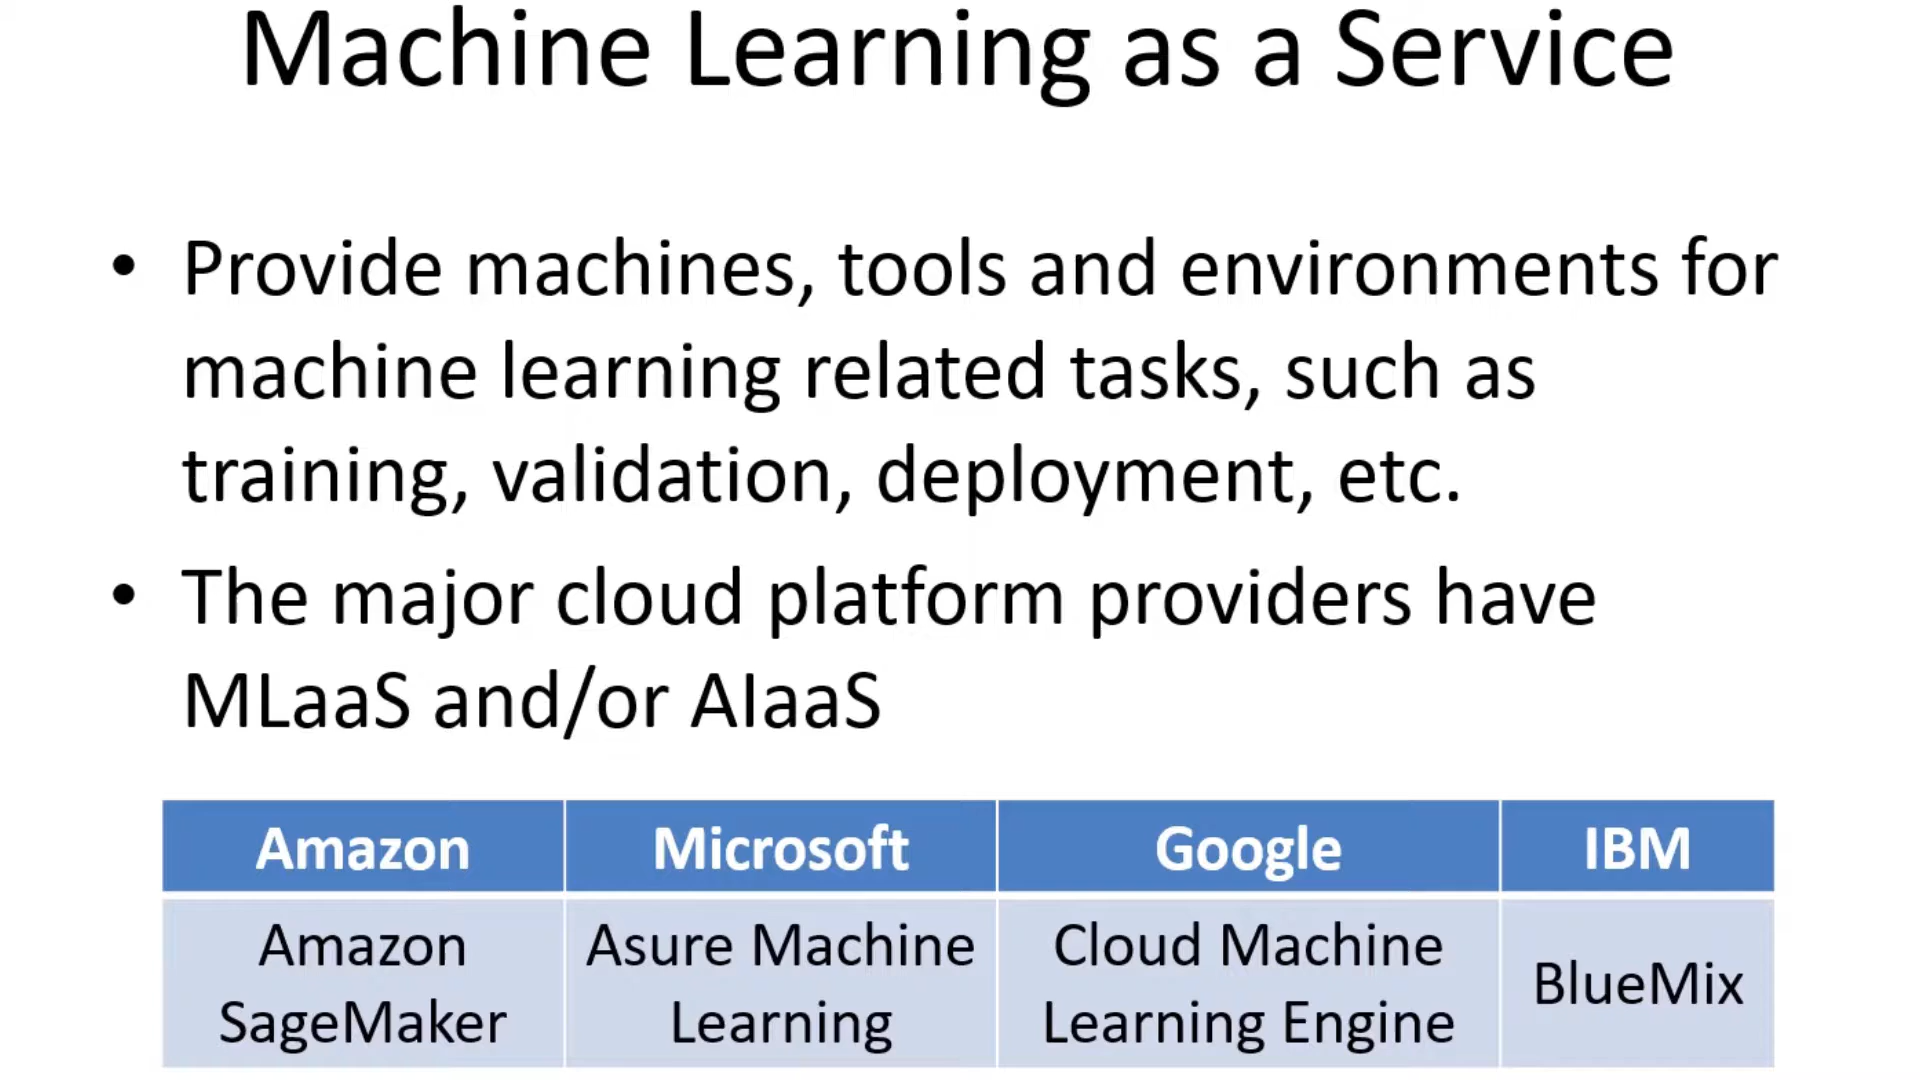 Machine Learning as a Service
• Provide machines, tools and environments for
machine learning related tasks, such as
training, validation, deployment, etc.
• The major cloud platform providers have
MLaaS and/or AIaaS
Amazon Microsoft Google IBM
Amazon SageMaker
Asure Machine Learning
Cloud Machine Learning Engine
BlueMix